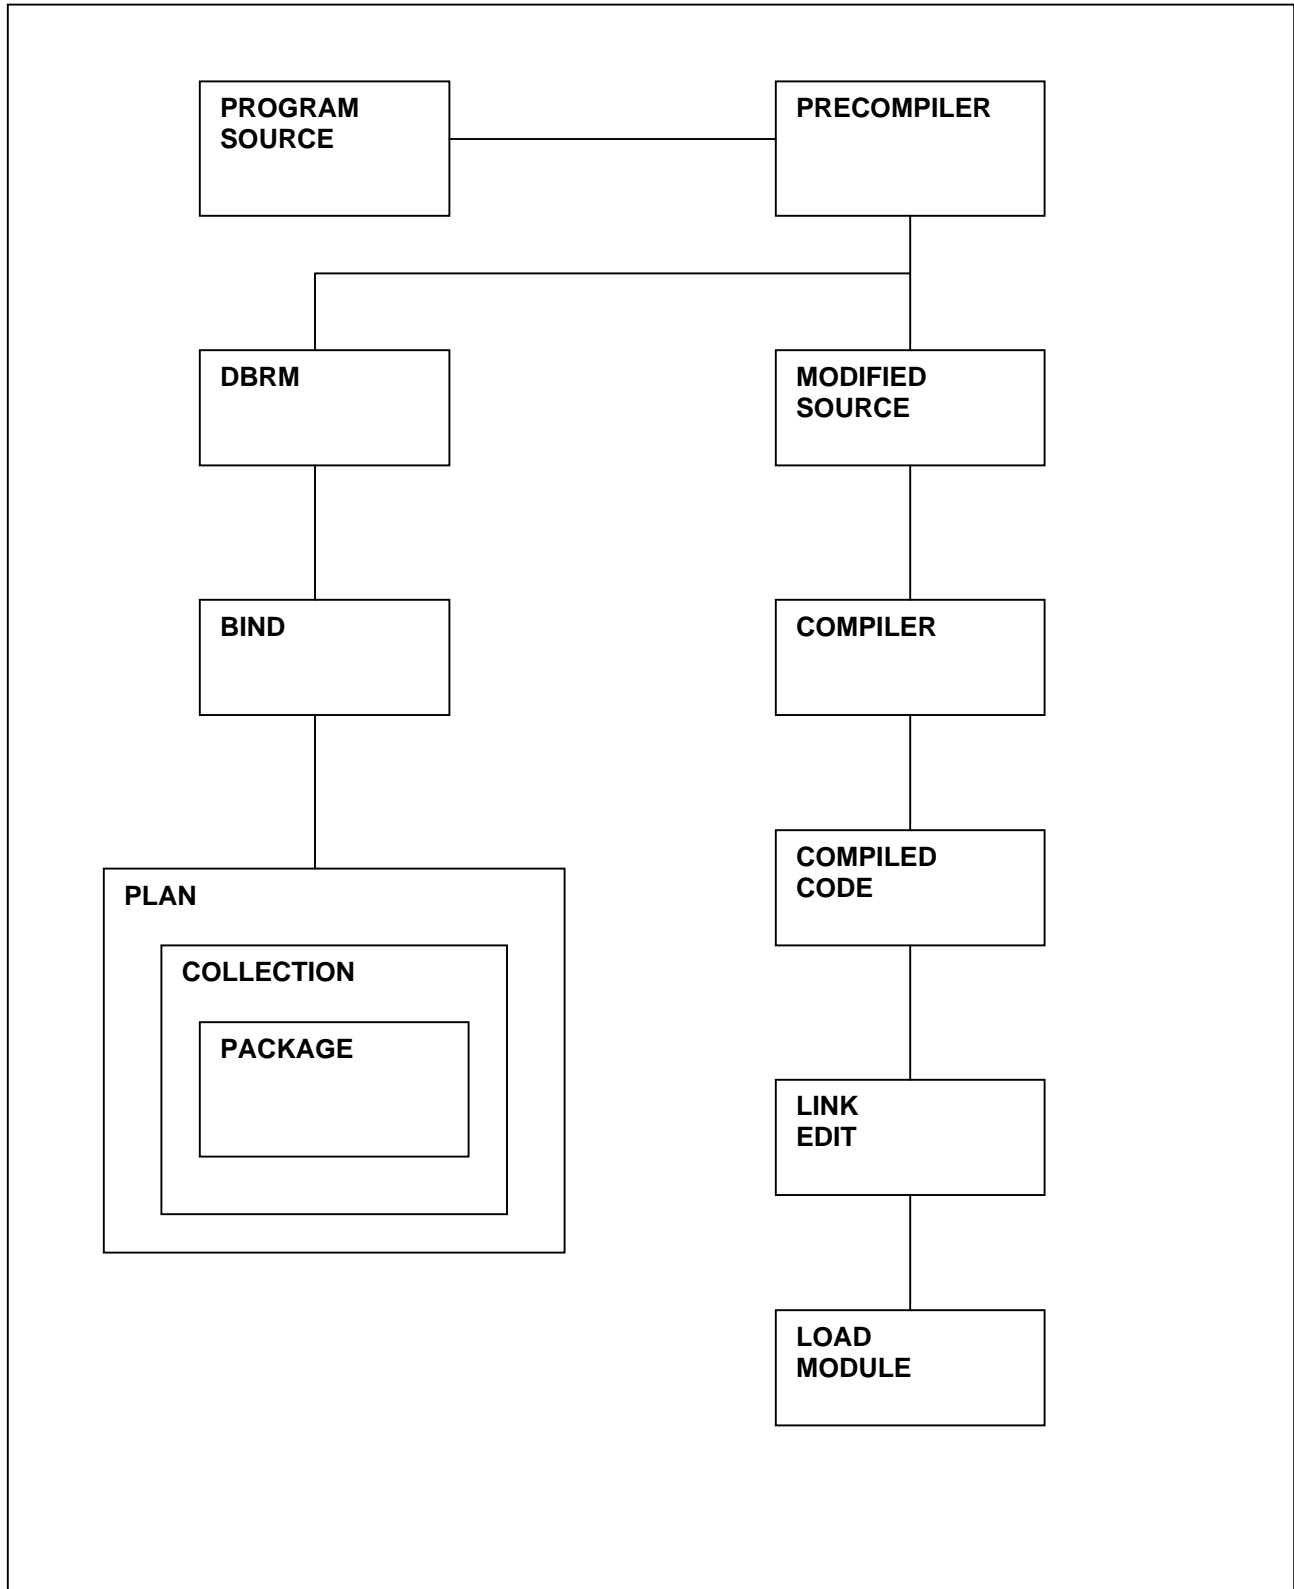 PROGRAM
SOURCE
PRECOMPILER
DBRM
MODIFIED
SOURCE
BIND
COMPILER
COMPILED
CODE
PLAN
COLLECTION
PACKAGE
LINK
EDIT
LOAD
MODULE